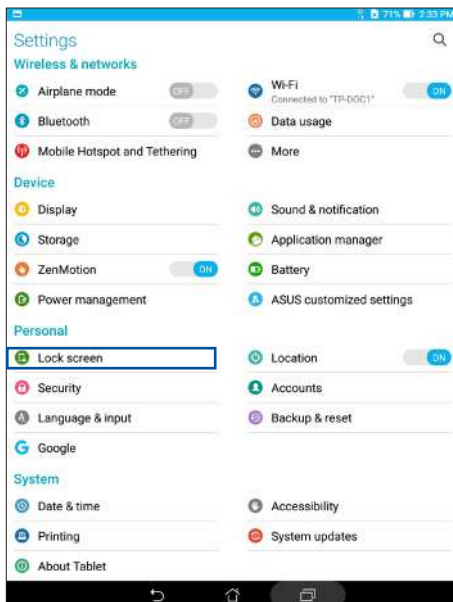 71% 2:33 PM
Settings
Wireless & networks
Airplane mode OFF
Wi-Fi ON
Connected to "TP-DOC1"
Bluetooth OFF
Data usage
Mobile Hotspot and Tethering
More
Device
Display
Sound & notification
Storage
Application manager
ZenMotion ON
Battery
Power management
ASUS customized settings
Personal
Lock screen
Location ON
Security
Accounts
Language & input
Backup & reset
Google
System
Date & time
Accessibility
Printing
System updates
About Tablet